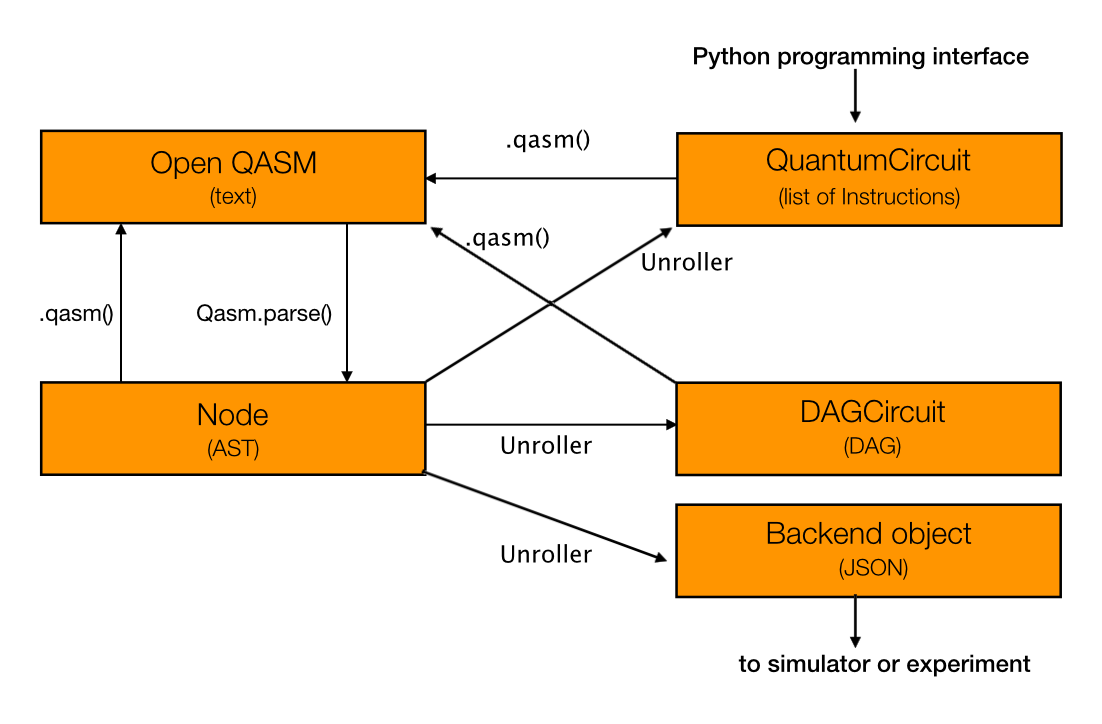 Python programming interface
.qasm()
Open QASM
(text)
QuantumCircuit
(list of Instructions)
.qasm()
Unroller
.qasm()
Qasm.parse()
Node
(AST)
DAGCircuit
(DAG)
Unroller
Backend object
(JSON)
Unroller
to simulator or experiment